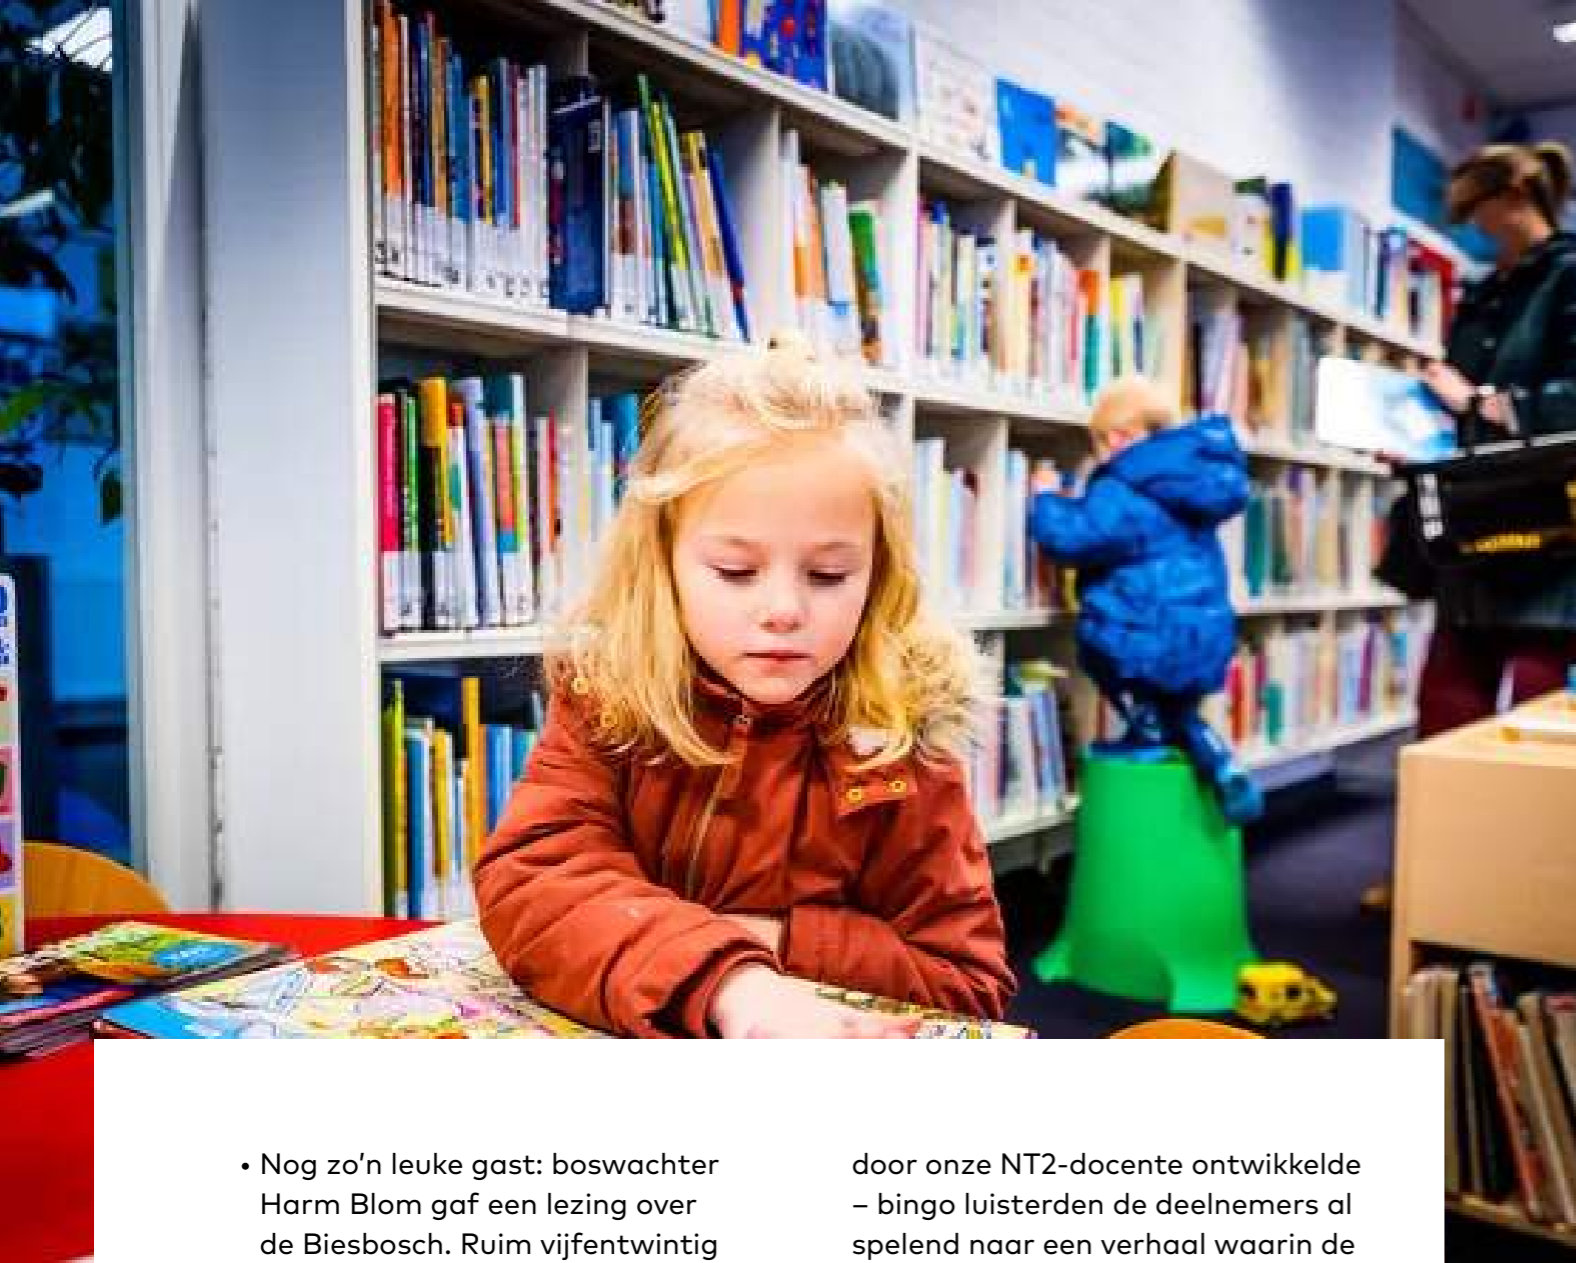 • Nog zo'n leuke gast: boswachter
Harm Blom gaf een lezing over
de Biesbosch. Ruim vijfentwintig
door onze NT2-docente ontwikkelde
– bingo luisterden de deelnemers al
spelend naar een verhaal waarin de